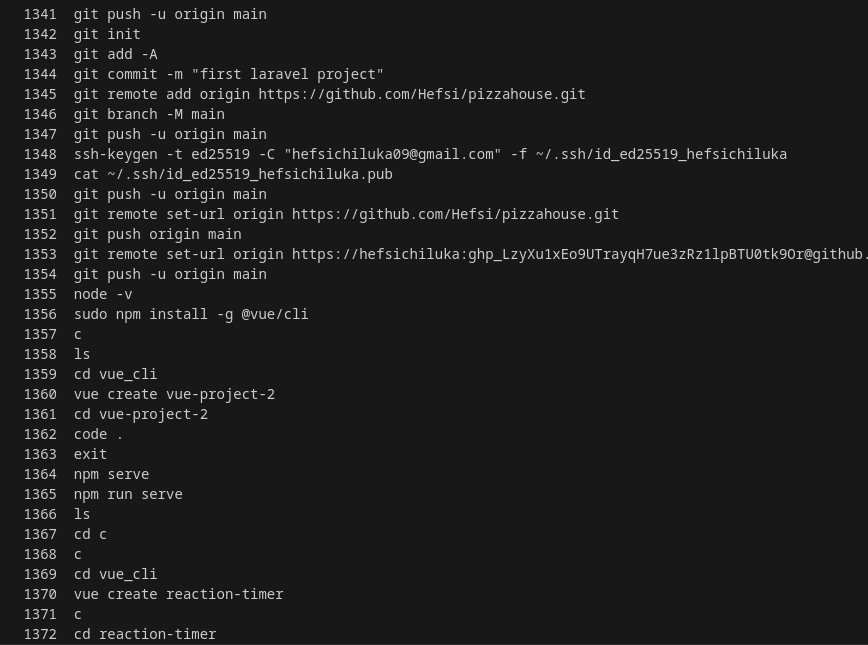 1341 git push -u origin main
1342 git init
1343 git add -A
1344 git commit -m "first laravel project"
1345 git remote add origin https://github.com/Hefsi/pizzahouse.git
1346 git branch -M main
1347 git push -u origin main
1348 ssh-keygen -t ed25519 -C "hefsichiluka09@gmail.com" -f ~/.ssh/id_ed25519_hefsichiluka
1349 cat ~/.ssh/id_ed25519_hefsichiluka.pub
1350 git push -u origin main
1351 git remote set-url origin https://github.com/Hefsi/pizzahouse.git
1352 git push origin main
1353 git remote set-url origin https://hefsichiluka:[access token omitted]@github.
1354 git push -u origin main
1355 node -v
1356 sudo npm install -g @vue/cli
1357 c
1358 ls
1359 cd vue_cli
1360 vue create vue-project-2
1361 cd vue-project-2
1362 code .
1363 exit
1364 npm serve
1365 npm run serve
1366 ls
1367 cd c
1368 c
1369 cd vue_cli
1370 vue create reaction-timer
1371 c
1372 cd reaction-timer